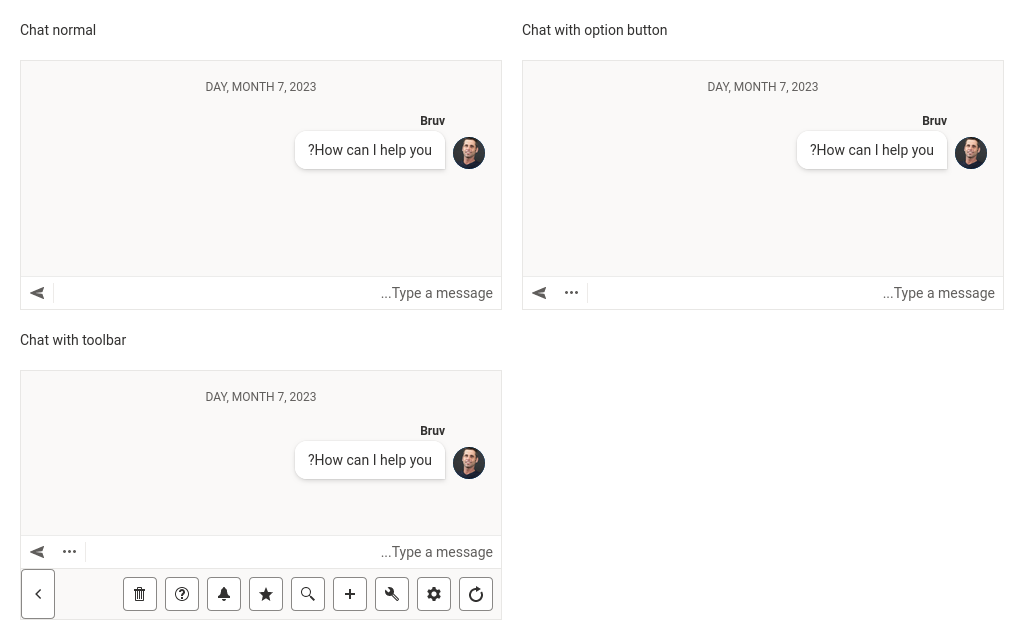 Chat normal
DAY, MONTH 7, 2023
Bruv
?How can I help you
...Type a message
Chat with option button
DAY, MONTH 7, 2023
Bruv
?How can I help you
...Type a message
Chat with toolbar
DAY, MONTH 7, 2023
Bruv
?How can I help you
...Type a message